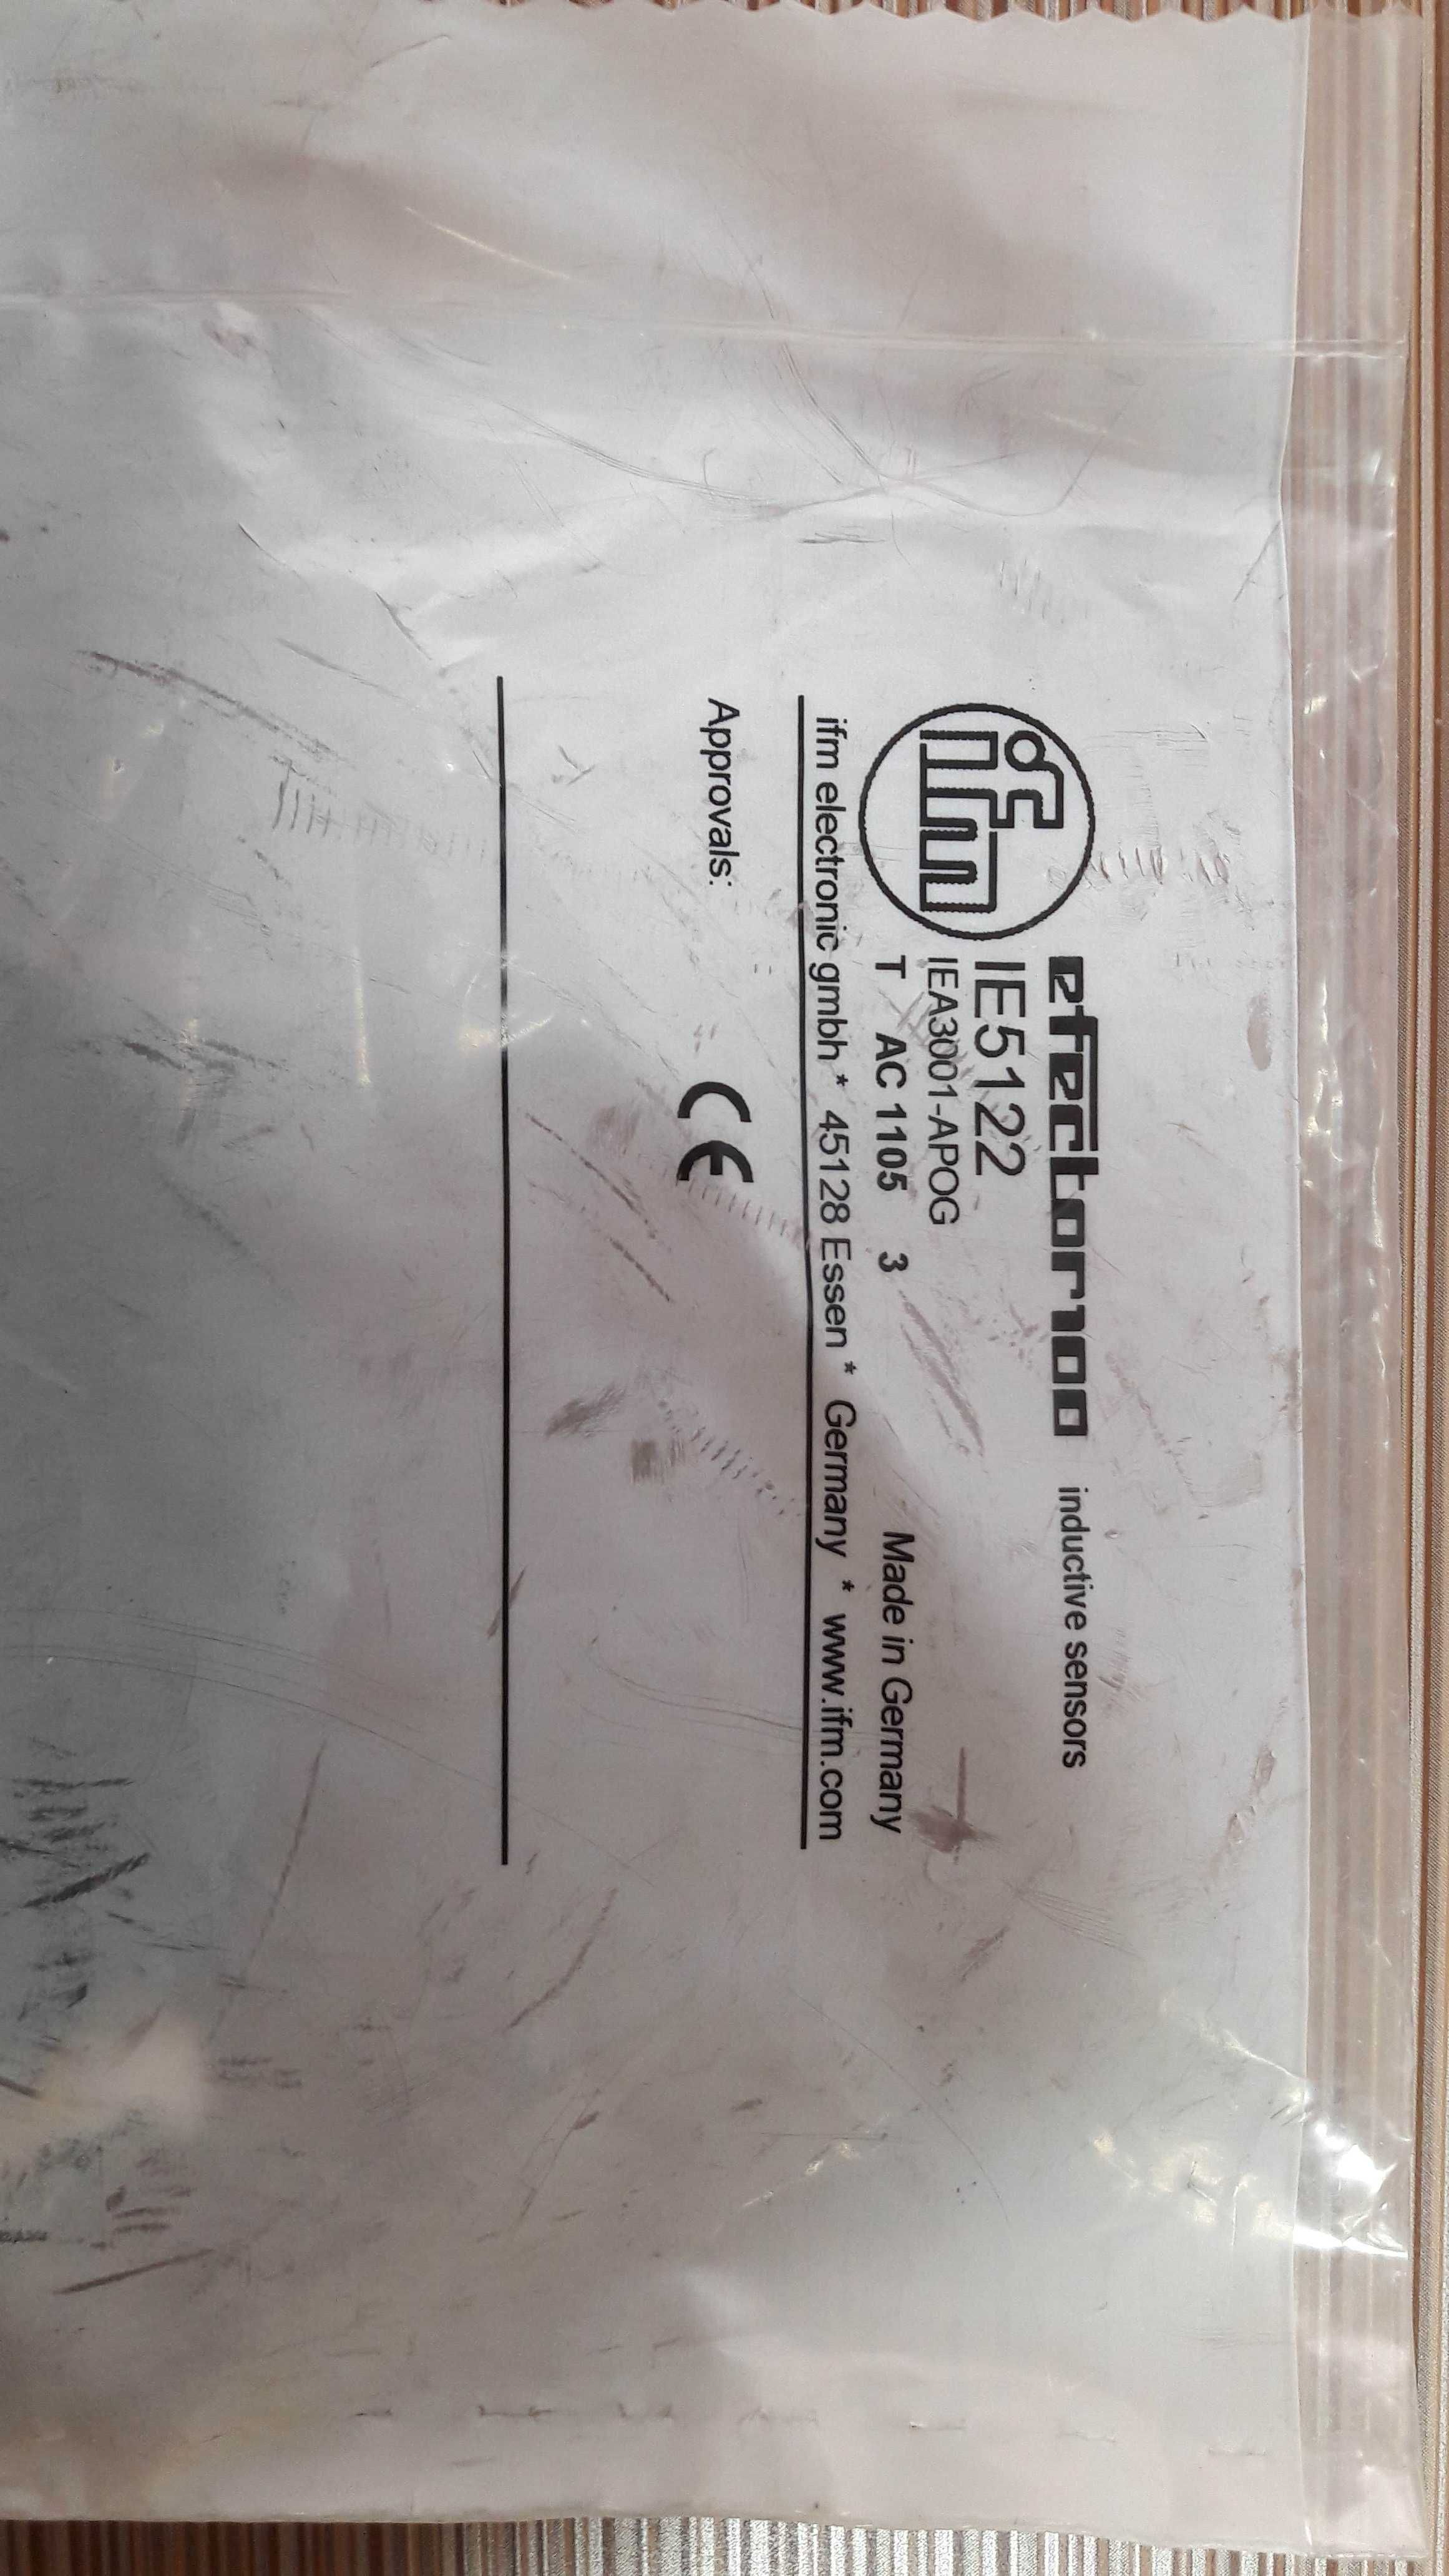 ifm
efector100 inductive sensors
IE5122
IEA3001-APOG
T AC 1105 3 Made in Germany
ifm electronic gmbh * 45128 Essen * Germany * www.ifm.com
Approvals:
CE